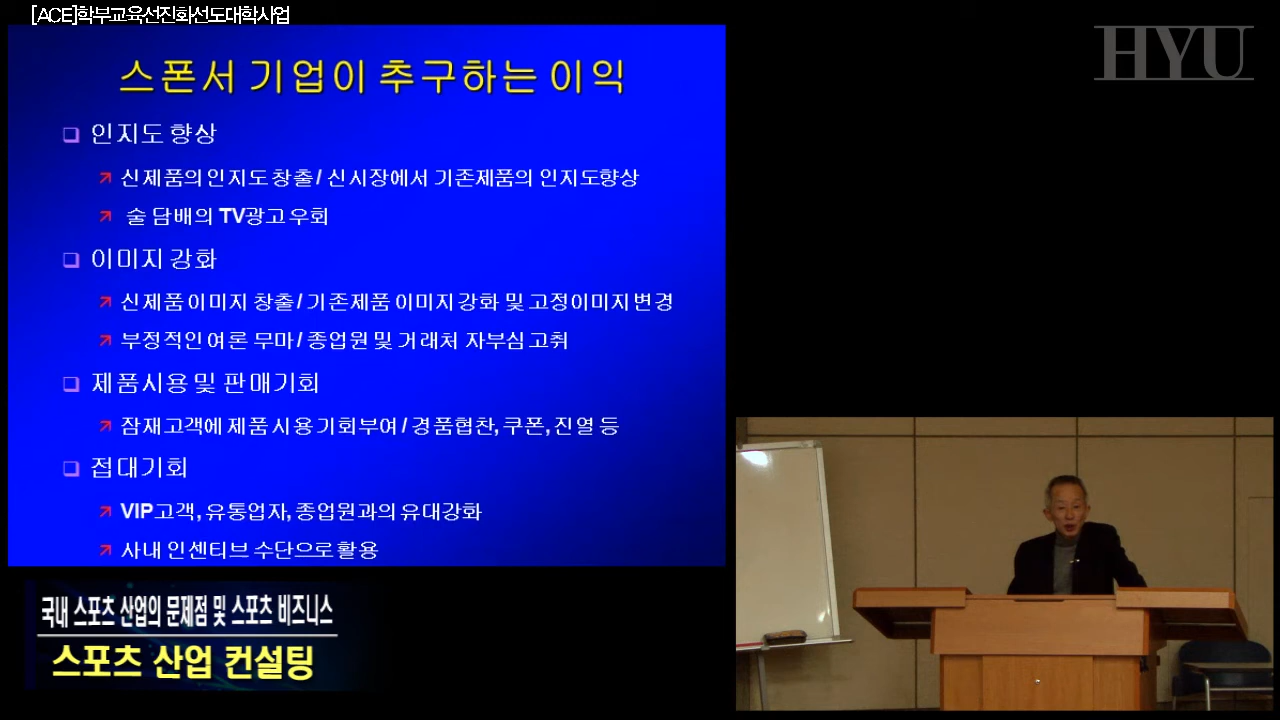 [ACE]학부교육선진화선도대학사업
HYU
스폰서 기업이 추구하는 이익
인지도 향상
신제품의 인지도 창출 / 신시장에서 기존제품의 인지도향상
술 담배의 TV광고 우회
이미지 강화
신제품 이미지 창출 / 기존제품 이미지 강화 및 고정이미지 변경
부정적인 여론 무마 / 종업원 및 거래처 자부심 고취
제품시용 및 판매기회
잠재고객에 제품 시용 기회부여 / 경품협찬, 쿠폰, 진열 등
접대기회
VIP고객, 유통업자, 종업원과의 유대강화
사내 인센티브 수단으로 활용
국내 스포츠 산업의 문제점 및 스포츠 비즈니스
스포츠 산업 컨설팅